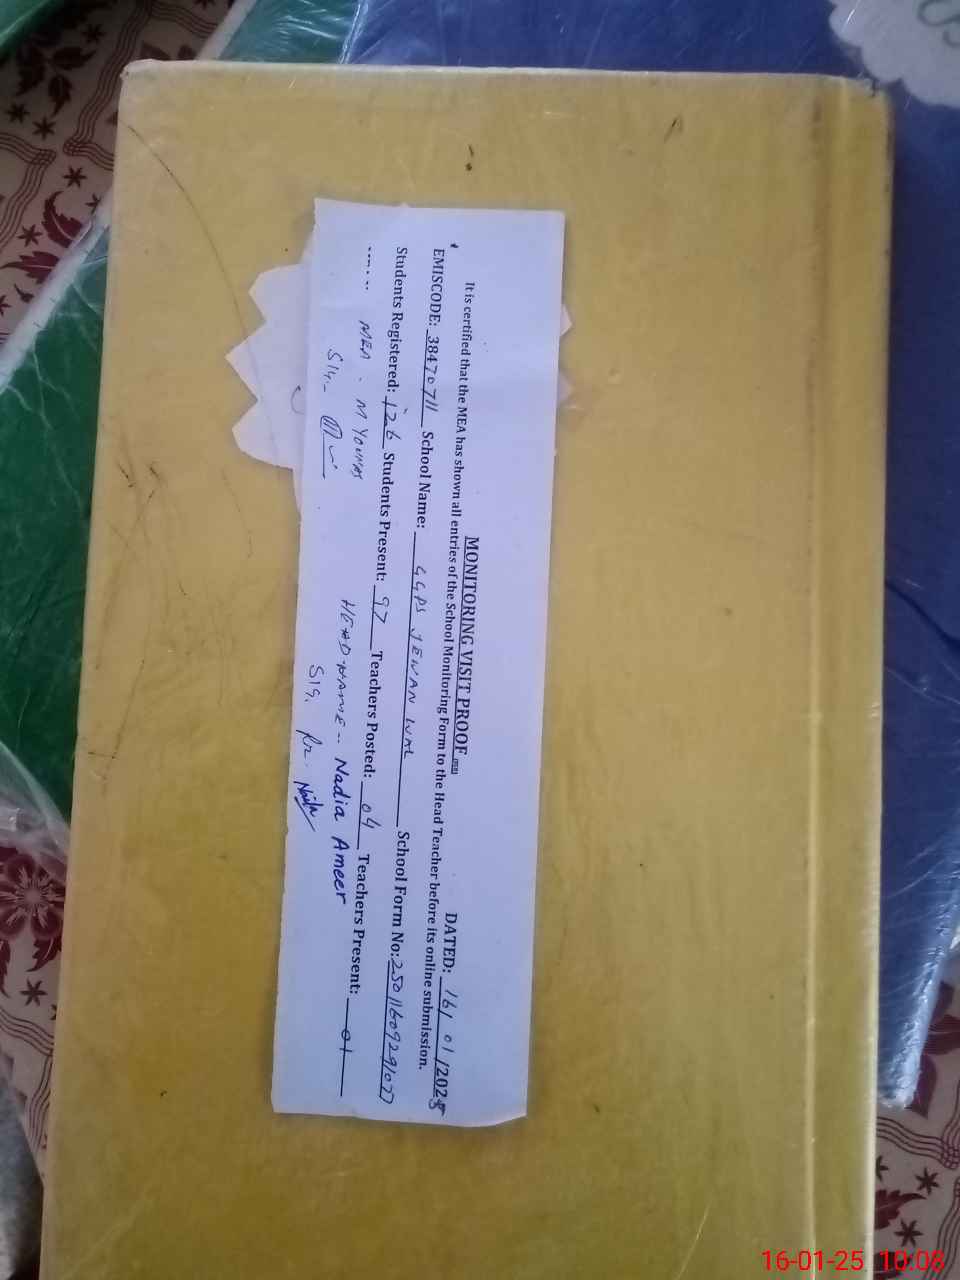 MONITORING VISIT PROOF
DATED: 16/ 01 /2025
It is certified that the MEA has shown all entries of the School Monitoring Form to the Head Teacher before its online submission.
EMISCODE: 38470711 School Name: GGPS JEWAN WAL School Form No: 25011609291027
Students Registered: 126 Students Present: 97 Teachers Posted: 04 Teachers Present: 01
MEA - M YOUNAS HEAD NAME -- Nadia Ameer
Sig. Sig. Nadia
16-01-25 10:08